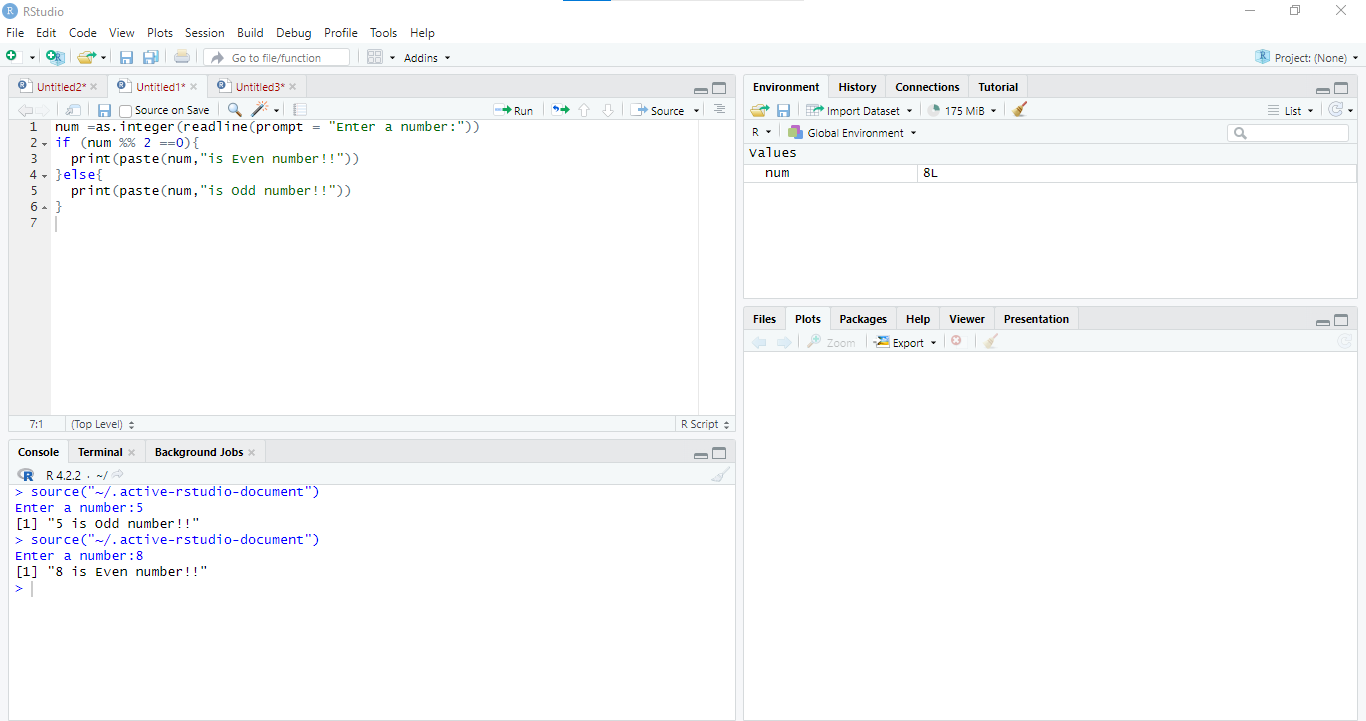 RStudio
File Edit Code View Plots Session Build Debug Profile Tools Help
Go to file/function Addins Project: (None)
Untitled2* Untitled1* Untitled3*
Source on Save Run Source
1 num =as.integer(readline(prompt = "Enter a number:"))
2 if (num %% 2 ==0){
3 print(paste(num,"is Even number!!"))
4 }else{
5 print(paste(num,"is Odd number!!"))
6 }
7
7:1 (Top Level) R Script
Console Terminal Background Jobs
R 4.2.2 · ~/
> source("~/.active-rstudio-document")
Enter a number:5
[1] "5 is Odd number!!"
> source("~/.active-rstudio-document")
Enter a number:8
[1] "8 is Even number!!"
>
Environment History Connections Tutorial
Import Dataset 175 MiB List
R Global Environment
Values
num 8L
Files Plots Packages Help Viewer Presentation
Zoom Export